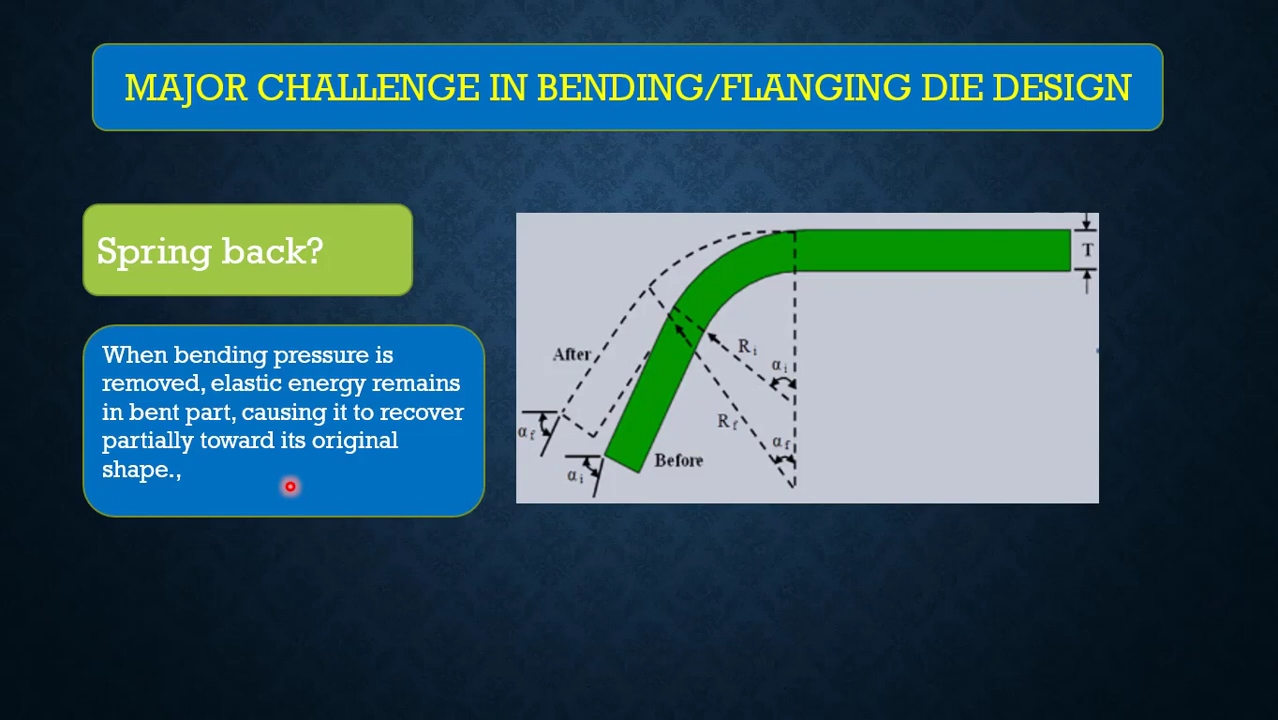 MAJOR CHALLENGE IN BENDING/FLANGING DIE DESIGN
Spring back?
When bending pressure is
removed, elastic energy remains
in bent part, causing it to recover
partially toward its original
shape.,
T
After
R i
α i
R f
α f
α f
Before
α i